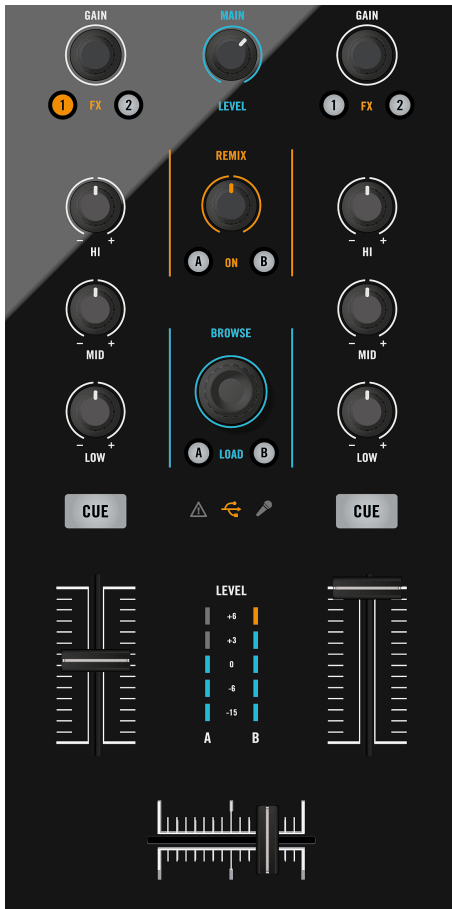 GAIN MAIN GAIN
1 FX 2 LEVEL 1 FX 2
REMIX
− + HI − + HI
A ON B
BROWSE
− + MID − + MID
− + LOW − + LOW
A LOAD B
CUE CUE
LEVEL
+6
+3
0
-6
-15
A B